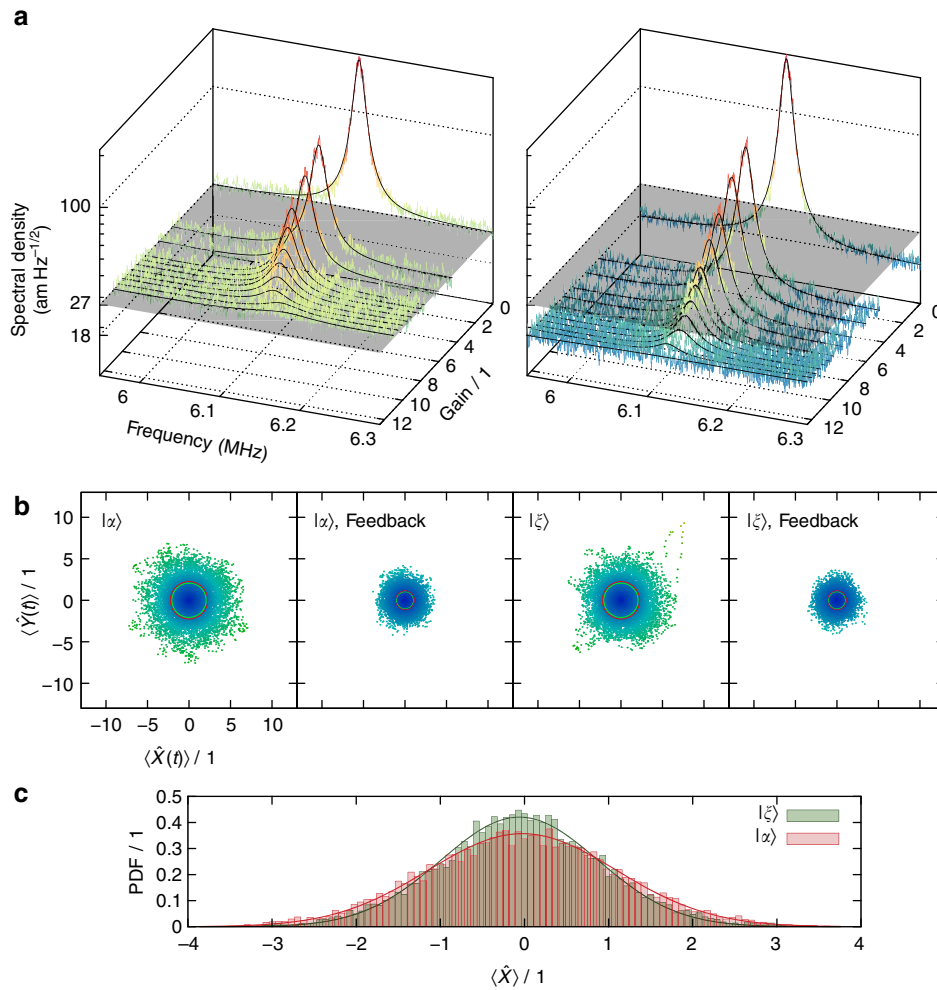 a
100
27
18
Spectral density
(am Hz⁻¹/²)
6
6.1
6.2
6.3
Frequency (MHz)
0
2
4
6
8
10
12
Gain / 1
6
6.1
6.2
6.3
0
2
4
6
8
10
12
b
|α⟩
|α⟩, Feedback
|ξ⟩
|ξ⟩, Feedback
10
5
0
−5
−10
⟨Ŷ(t)⟩ / 1
−10 −5 0 5 10
⟨X̂(t)⟩ / 1
c
0.5
0.4
0.3
0.2
0.1
0
PDF / 1
|ξ⟩
|α⟩
−4 −3 −2 −1 0 1 2 3 4
⟨X̂⟩ / 1